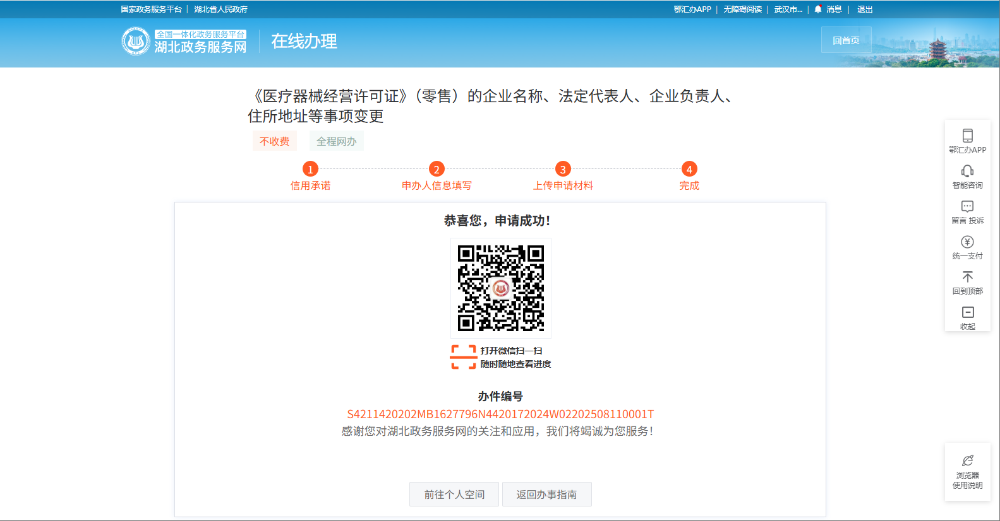 国家政务服务平台 | 湖北省人民政府
鄂汇办APP | 无障碍阅读 | 武汉市... | 消息 | 退出
全国一体化政务服务平台
湖北政务服务网
在线办理
回首页
《医疗器械经营许可证》（零售）的企业名称、法定代表人、企业负责人、
住所地址等事项变更
不收费 全程网办
1 2 3 4
信用承诺 申办人信息填写 上传申请材料 完成
恭喜您，申请成功！
打开微信扫一扫
随时随地查看进度
办件编号
S4211420202MB1627796N4420172024W02202508110001T
感谢您对湖北政务服务网的关注和应用，我们将竭诚为您服务！
前往个人空间 返回办事指南
鄂汇办APP
智能咨询
留言 投诉
统一支付
回到顶部
收起
浏览器
使用说明